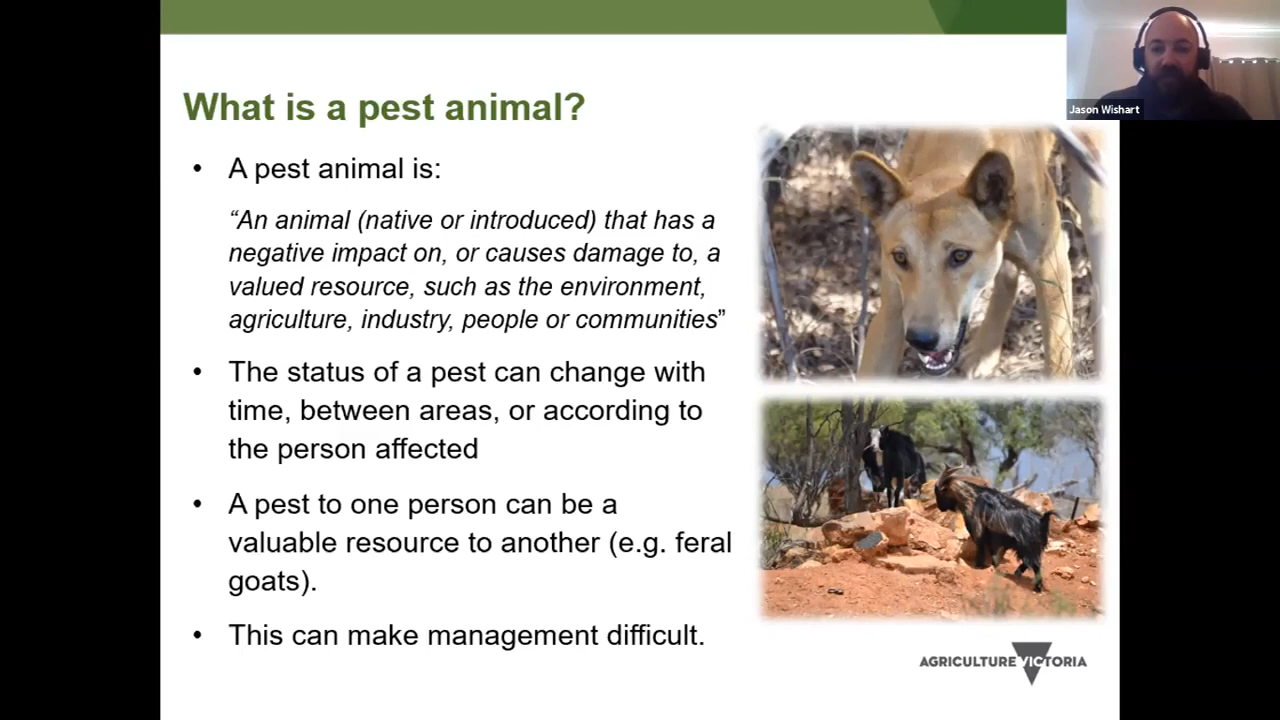 What is a pest animal?
Jason Wishart
• A pest animal is:
“An animal (native or introduced) that has a
negative impact on, or causes damage to, a
valued resource, such as the environment,
agriculture, industry, people or communities”
• The status of a pest can change with
time, between areas, or according to
the person affected
• A pest to one person can be a
valuable resource to another (e.g. feral
goats).
• This can make management difficult.
AGRICULTURE VICTORIA